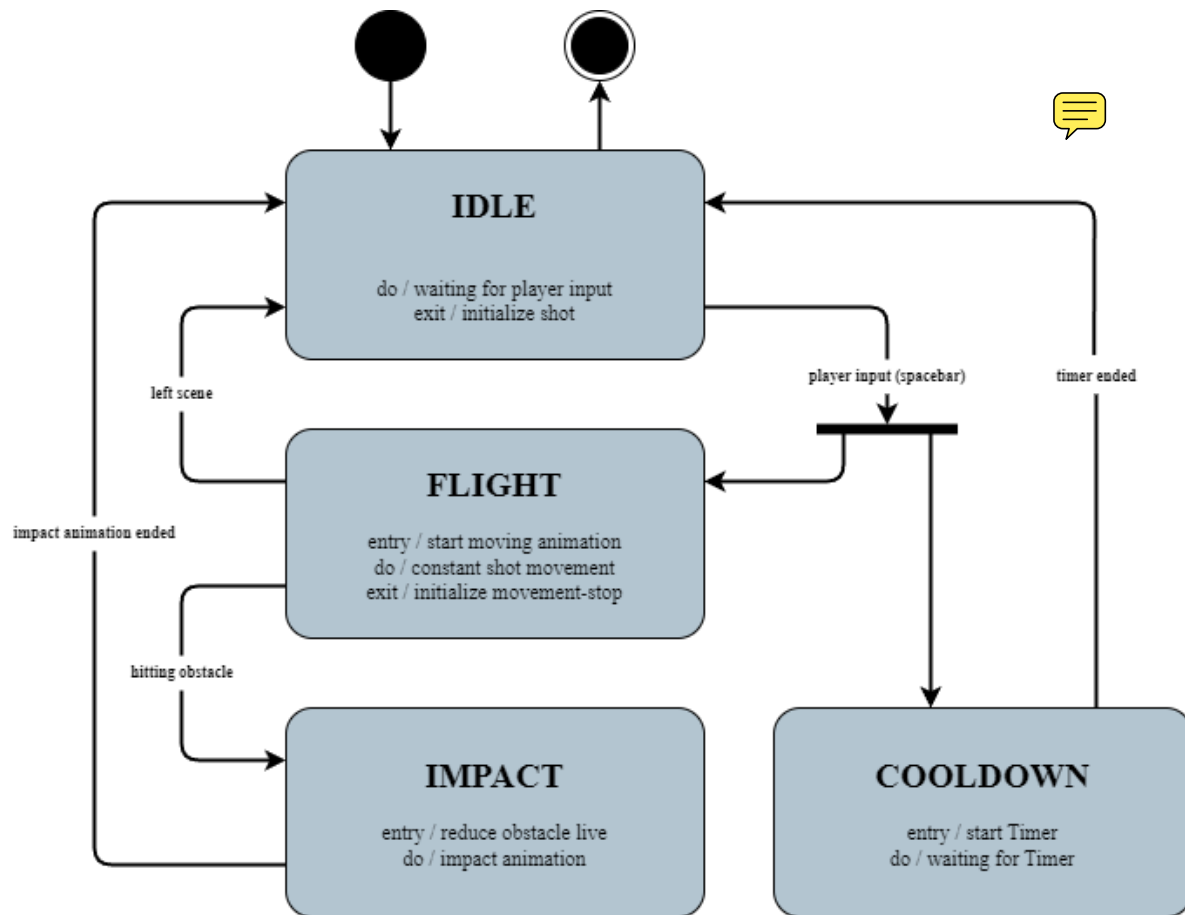 IDLE
do / waiting for player input
exit / initialize shot
player input (spacebar)
timer ended
left scene
FLIGHT
entry / start moving animation
do / constant shot movement
exit / initialize movement-stop
impact animation ended
hitting obstacle
IMPACT
entry / reduce obstacle live
do / impact animation
COOLDOWN
entry / start Timer
do / waiting for Timer